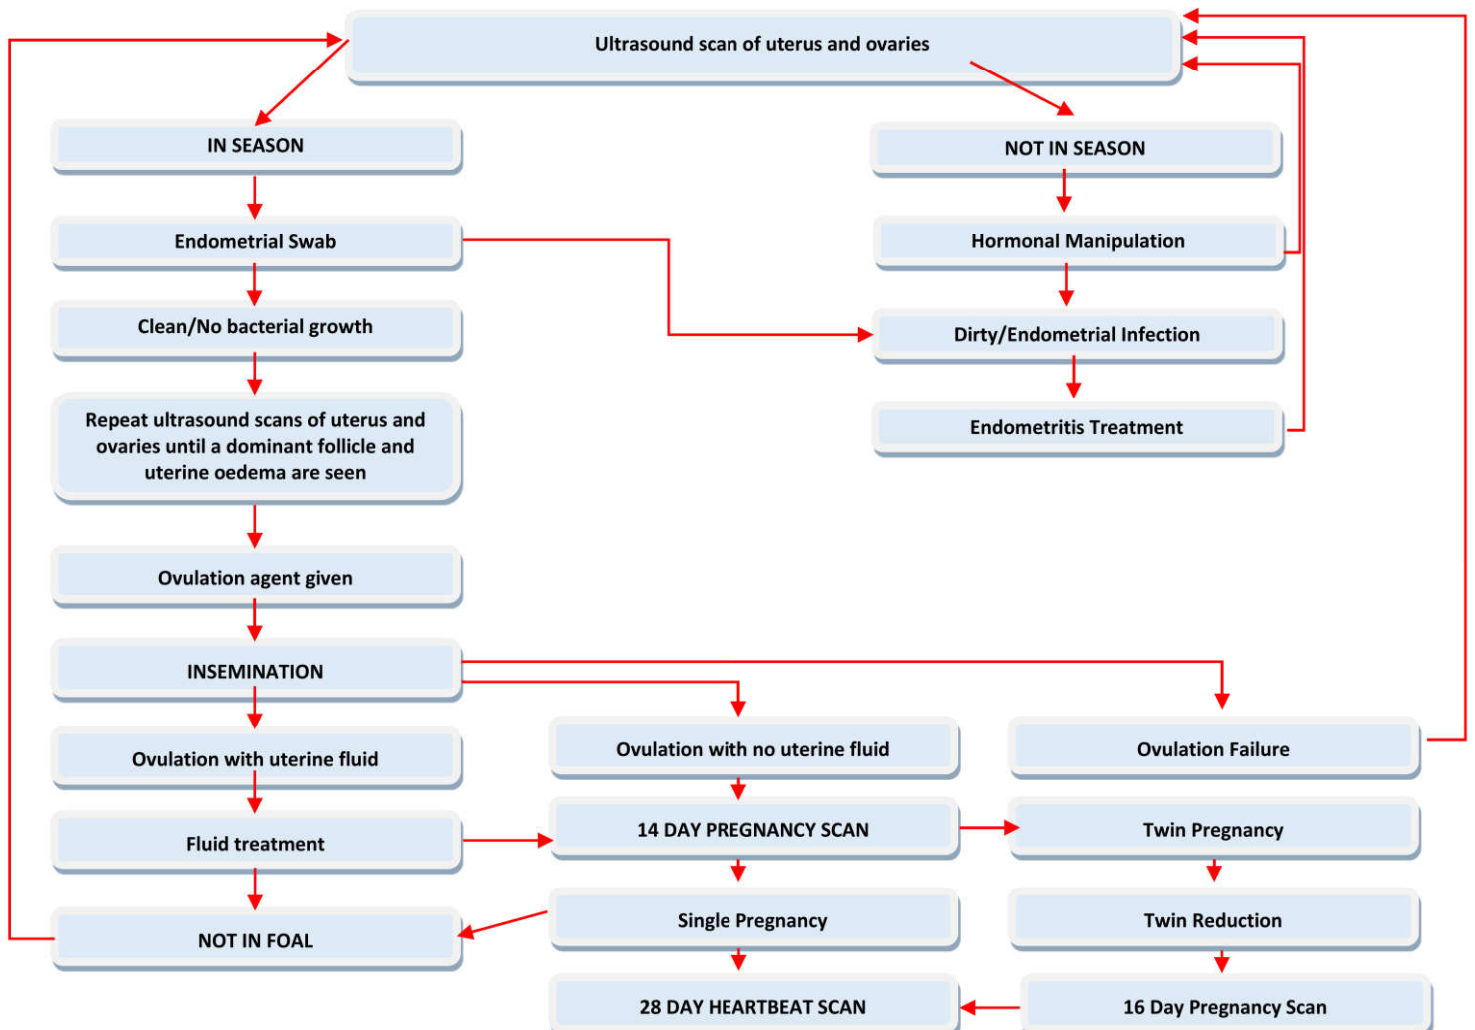 Ultrasound scan of uterus and ovaries
IN SEASON
NOT IN SEASON
Endometrial Swab
Hormonal Manipulation
Clean/No bacterial growth
Dirty/Endometrial Infection
Repeat ultrasound scans of uterus and
ovaries until a dominant follicle and
uterine oedema are seen
Endometritis Treatment
Ovulation agent given
INSEMINATION
Ovulation with uterine fluid
Ovulation with no uterine fluid
Ovulation Failure
Fluid treatment
14 DAY PREGNANCY SCAN
Twin Pregnancy
NOT IN FOAL
Single Pregnancy
Twin Reduction
28 DAY HEARTBEAT SCAN
16 Day Pregnancy Scan